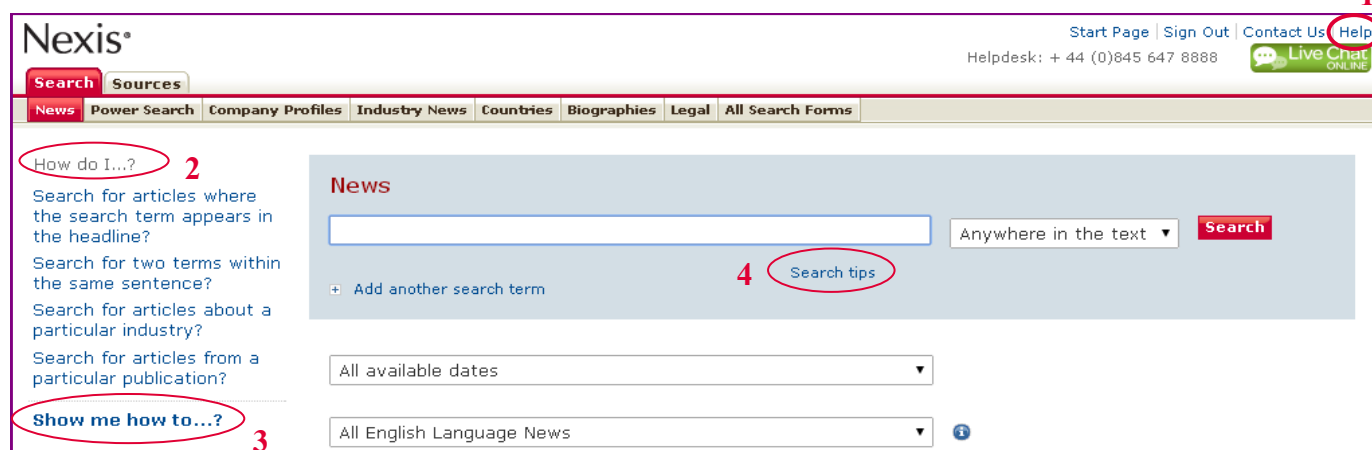 1
Nexis®
Start Page | Sign Out | Contact Us | Help
Helpdesk: + 44 (0)845 647 8888
Live Chat
ONLINE
Search Sources
News Power Search Company Profiles Industry News Countries Biographies Legal All Search Forms
How do I...? 2
Search for articles where
the search term appears in
the headline?
Search for two terms within
the same sentence?
Search for articles about a
particular industry?
Search for articles from a
particular publication?
Show me how to...?
3
News
Anywhere in the text Search
4 Search tips
Add another search term
All available dates
All English Language News